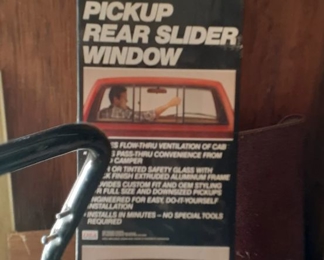 PICKUP
REAR SLIDER
WINDOW
FLOW-THRU VENTILATION OF CAB
PASS-THRU CONVENIENCE FROM
CAMPER
OR TINTED SAFETY GLASS WITH
FINISH EXTRUDED ALUMINUM FRAME
CUSTOM FIT AND OEM STYLING
FULL SIZE AND DOWNSIZED PICKUPS
ENGINEERED FOR EASY, DO-IT-YOURSELF
INSTALLATION
INSTALLS IN MINUTES – NO SPECIAL TOOLS
REQUIRED